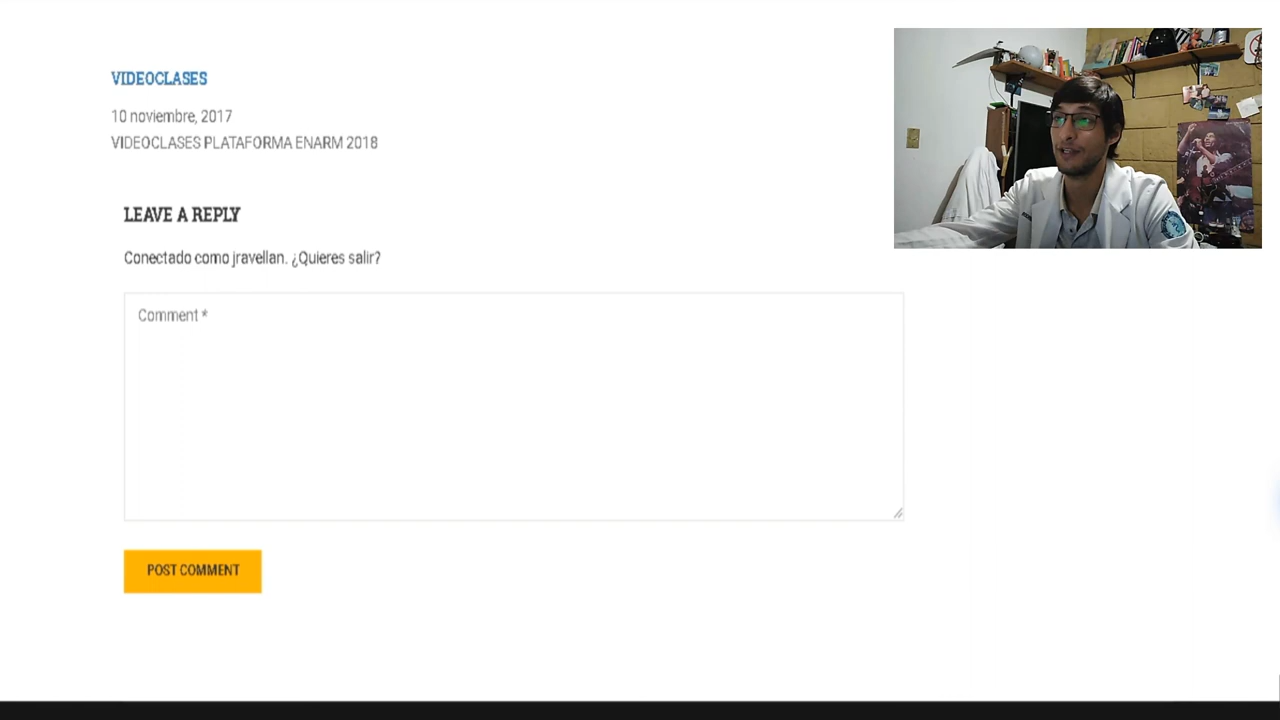 VIDEOCLASES
10 noviembre, 2017
VIDEOCLASES PLATAFORMA ENARM 2018
LEAVE A REPLY
Conectado como jravellan. ¿Quieres salir?
Comment *
POST COMMENT